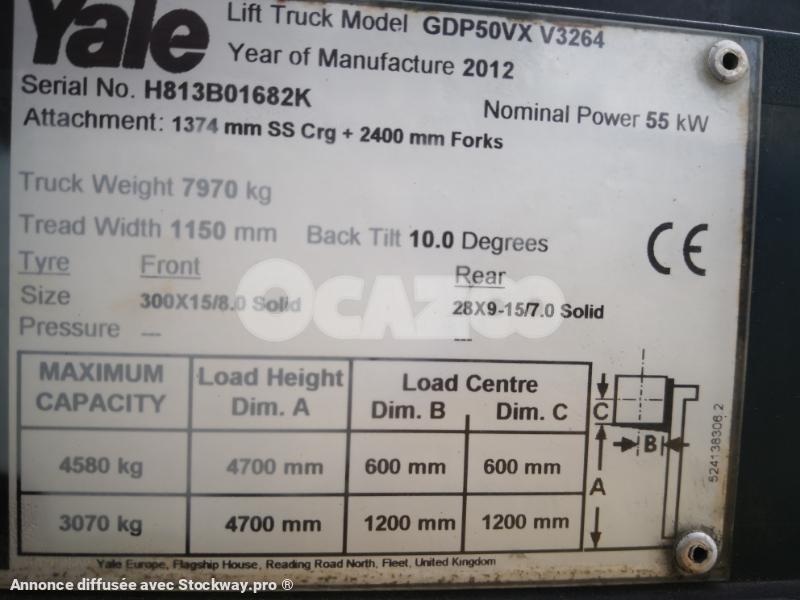 Yale
Lift Truck Model GDP50VX V3264
Year of Manufacture 2012
Serial No. H813B01682K
Nominal Power 55 kW
Attachment: 1374 mm SS Crg + 2400 mm Forks
Truck Weight 7970 kg
Tread Width 1150 mm Back Tilt 10.0 Degrees
CE
Tyre Front Rear
Size 300X15/8.0 Solid 28X9-15/7.0 Solid
Pressure --- ---
OCAZOO
MAXIMUM CAPACITY Load Height Dim. A Load Centre Dim. B Dim. C
4580 kg 4700 mm 600 mm 600 mm
3070 kg 4700 mm 1200 mm 1200 mm
C
B
A
524138306 2
Yale Europe, Flagship House, Reading Road North, Fleet, United Kingdom
Annonce diffusée avec Stockway.pro ®